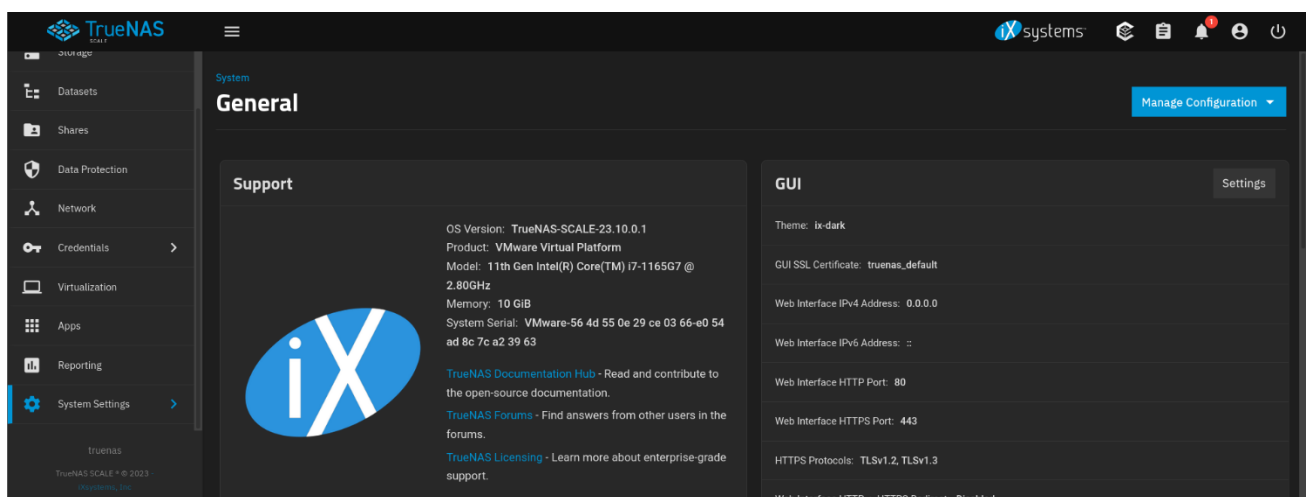 TrueNAS
SCALE
iX systems
1
Storage
Datasets
Shares
Data Protection
Network
Credentials
Virtualization
Apps
Reporting
System Settings
truenas
TrueNAS SCALE ® © 2023 -
iXsystems, Inc
System
General
Manage Configuration
Support
iX
OS Version: TrueNAS-SCALE-23.10.0.1
Product: VMware Virtual Platform
Model: 11th Gen Intel(R) Core(TM) i7-1165G7 @
2.80GHz
Memory: 10 GiB
System Serial: VMware-56 4d 55 0e 29 ce 03 66-e0 54
ad 8c 7c a2 39 63
TrueNAS Documentation Hub - Read and contribute to
the open-source documentation.
TrueNAS Forums - Find answers from other users in the
forums.
TrueNAS Licensing - Learn more about enterprise-grade
support.
GUI
Settings
Theme: ix-dark
GUI SSL Certificate: truenas_default
Web Interface IPv4 Address: 0.0.0.0
Web Interface IPv6 Address: ::
Web Interface HTTP Port: 80
Web Interface HTTPS Port: 443
HTTPS Protocols: TLSv1.2, TLSv1.3